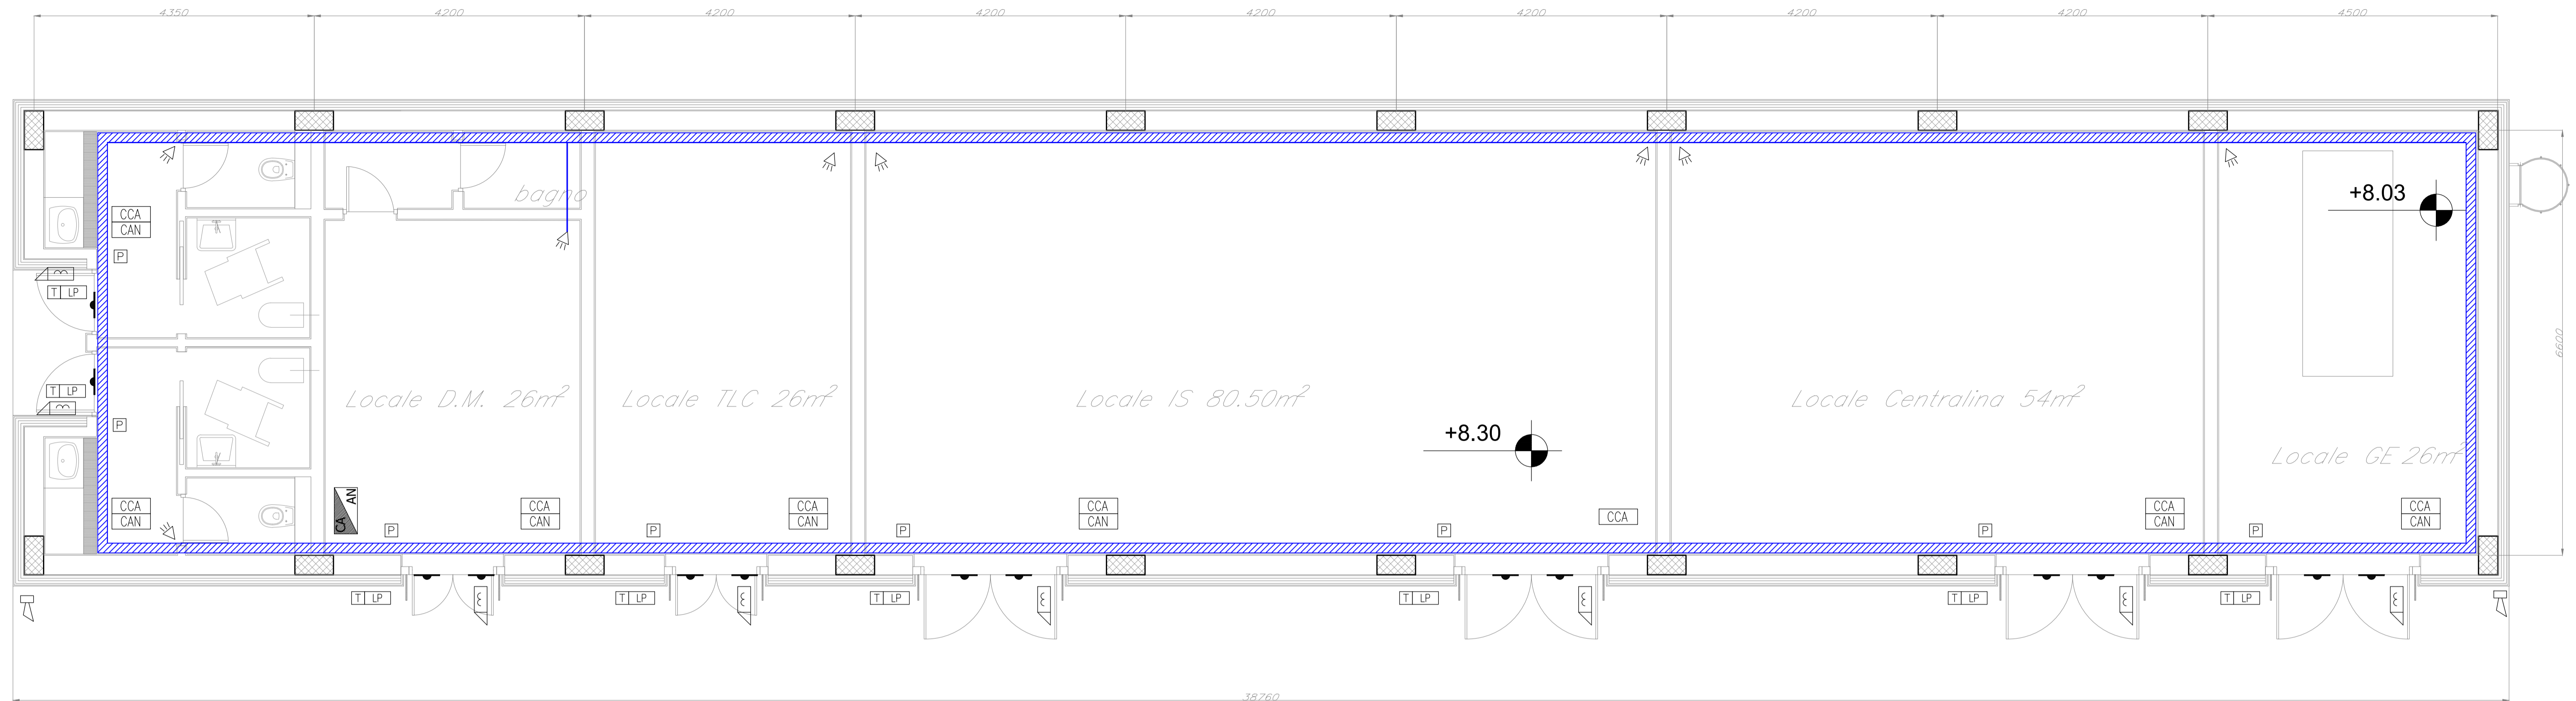 4350 4200 4200 4200 4200 4200 4200 4200 4500
+8.03
bagno
CCA
CAN
P
6600
T LP
T LP
Locale D.M. 26m²
Locale TLC 26m²
Locale IS 80.50m²
Locale Centralina 54m²
P
+8.30
Locale GE 26m²
CA AN
CCA
CAN
CCA
CAN
CCA
CAN
CCA
CAN
CCA
CCA
CAN
CCA
CAN
P
P
P
P
P
P
T LP
T LP
T LP
T LP
T LP
T LP
38760